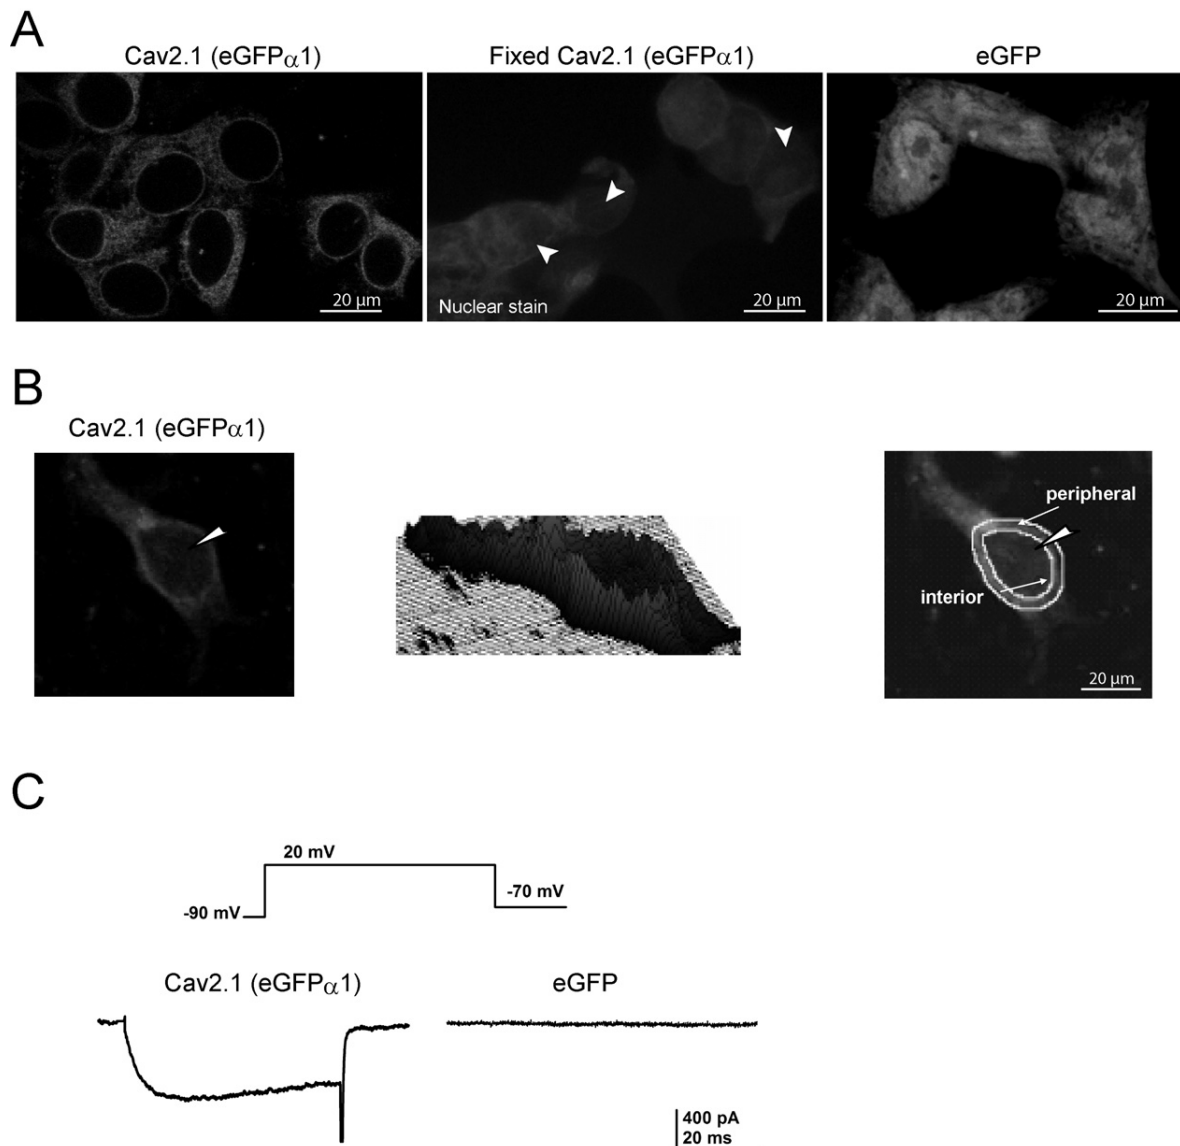 A
Cav2.1 (eGFPα1)
Fixed Cav2.1 (eGFPα1)
eGFP
20 µm
Nuclear stain
20 µm
20 µm
B
Cav2.1 (eGFPα1)
peripheral
interior
20 µm
C
20 mV
-90 mV
-70 mV
Cav2.1 (eGFPα1)
eGFP
400 pA
20 ms